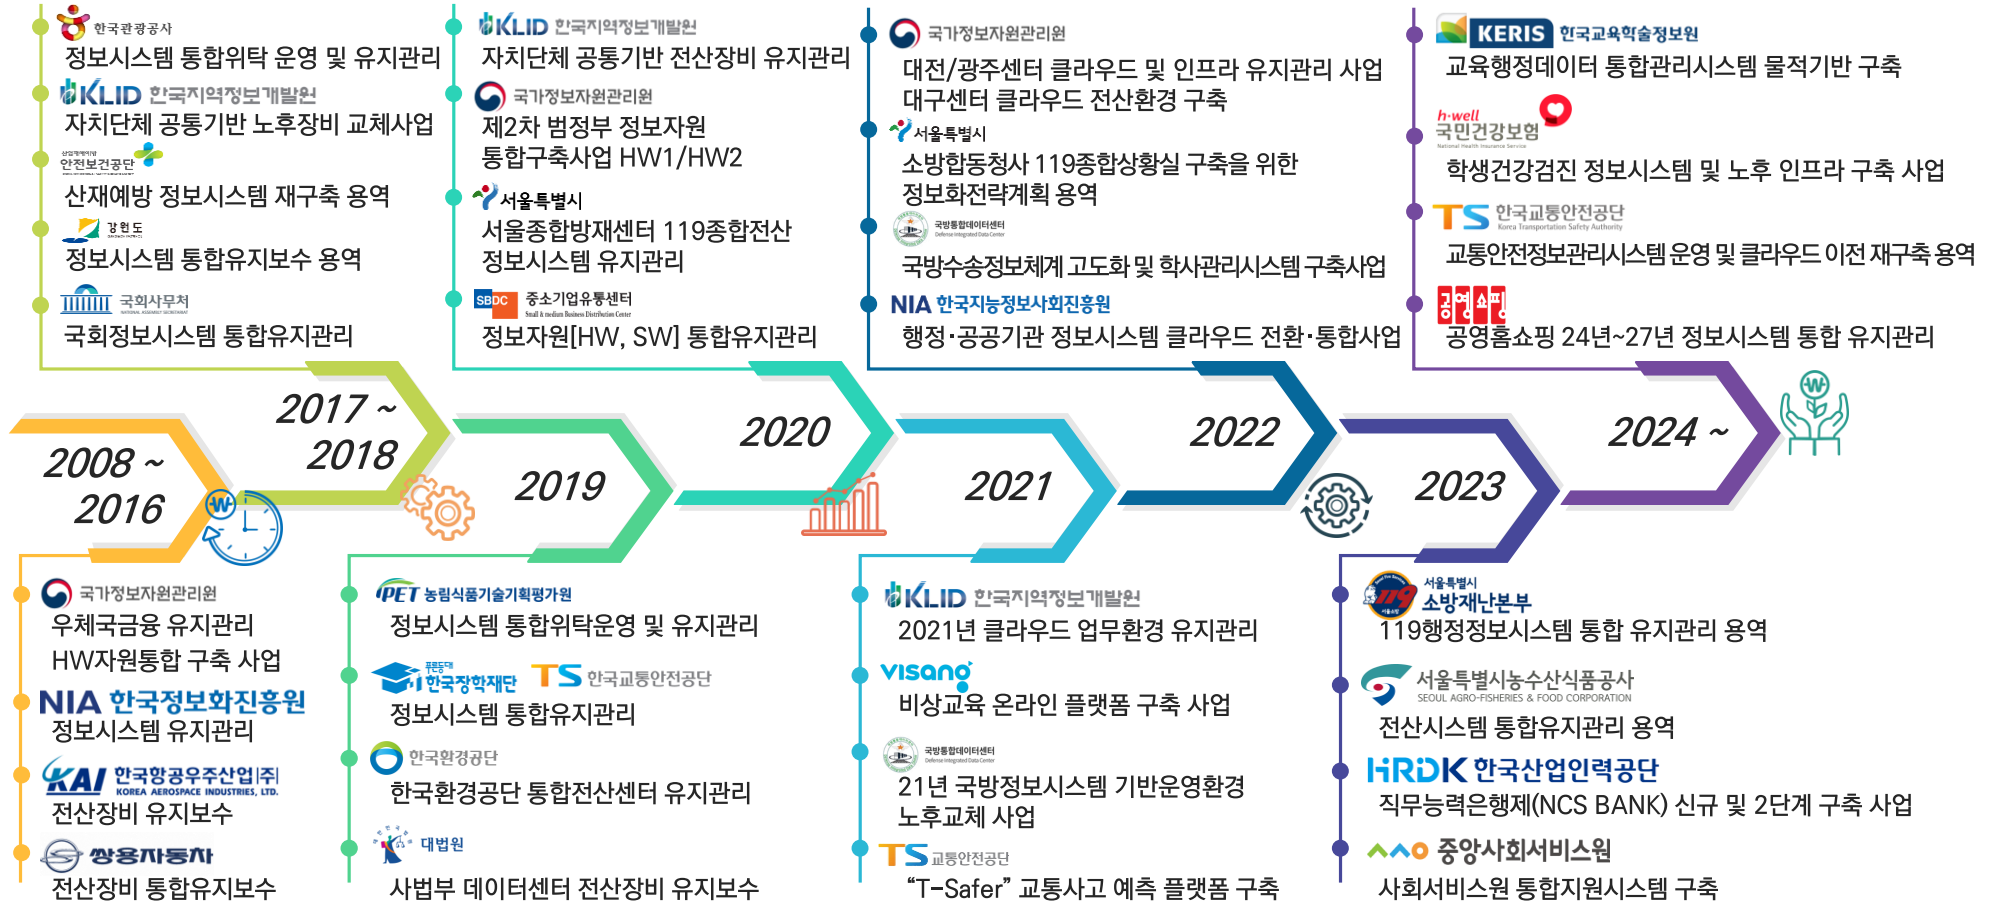 한국관광공사
정보시스템 통합위탁 운영 및 유지관리
KLID 한국지역정보개발원
자치단체 공통기반 노후장비 교체사업
산업재해예방
안전보건공단
산재예방 정보시스템 재구축 용역
강원도
정보시스템 통합유지보수 용역
국회사무처
NATIONAL ASSEMBLY SECRETARIAT
국회정보시스템 통합유지관리
KLID 한국지역정보개발원
자치단체 공통기반 전산장비 유지관리
국가정보자원관리원
제2차 범정부 정보자원
통합구축사업 HW1/HW2
서울특별시
서울종합방재센터 119종합전산
정보시스템 유지관리
SBDC 중소기업유통센터
Small & medium Business Distribution Center
정보자원[HW, SW] 통합유지관리
국가정보자원관리원
대전/광주센터 클라우드 및 인프라 유지관리 사업
대구센터 클라우드 전산환경 구축
서울특별시
소방합동청사 119종합상황실 구축을 위한
정보화전략계획 용역
국방통합데이터센터
Defense Integrated Data Center
국방수송정보체계 고도화 및 학사관리시스템 구축사업
NIA 한국지능정보사회진흥원
행정·공공기관 정보시스템 클라우드 전환·통합사업
KERIS 한국교육학술정보원
교육행정데이터 통합관리시스템 물적기반 구축
h·well
국민건강보험
National Health Insurance Service
학생건강검진 정보시스템 및 노후 인프라 구축 사업
TS 한국교통안전공단
Korea Transportation Safety Authority
교통안전정보관리시스템 운영 및 클라우드 이전 재구축 용역
공영쇼핑
공영홈쇼핑 24년~27년 정보시스템 통합 유지관리
2008 ~
2016
2017 ~
2018
2019
2020
2021
2022
2023
2024 ~
국가정보자원관리원
우체국금융 유지관리
HW자원통합 구축 사업
NIA 한국정보화진흥원
정보시스템 유지관리
KAI 한국항공우주산업(주)
KOREA AEROSPACE INDUSTRIES, LTD.
전산장비 유지보수
쌍용자동차
전산장비 통합유지보수
iPET 농림식품기술기획평가원
정보시스템 통합위탁운영 및 유지관리
푸른등대
한국장학재단 TS 한국교통안전공단
정보시스템 통합유지관리
한국환경공단
한국환경공단 통합전산센터 유지관리
대법원
사법부 데이터센터 전산장비 유지보수
KLID 한국지역정보개발원
2021년 클라우드 업무환경 유지관리
visang
비상교육 온라인 플랫폼 구축 사업
국방통합데이터센터
Defense Integrated Data Center
21년 국방정보시스템 기반운영환경
노후교체 사업
TS 교통안전공단
“T-Safer” 교통사고 예측 플랫폼 구축
119
서울특별시
소방재난본부
119행정정보시스템 통합 유지관리 용역
서울특별시농수산식품공사
SEOUL AGRO-FISHERIES & FOOD CORPORATION
전산시스템 통합유지관리 용역
HRDK 한국산업인력공단
직무능력은행제(NCS BANK) 신규 및 2단계 구축 사업
중앙사회서비스원
사회서비스원 통합지원시스템 구축